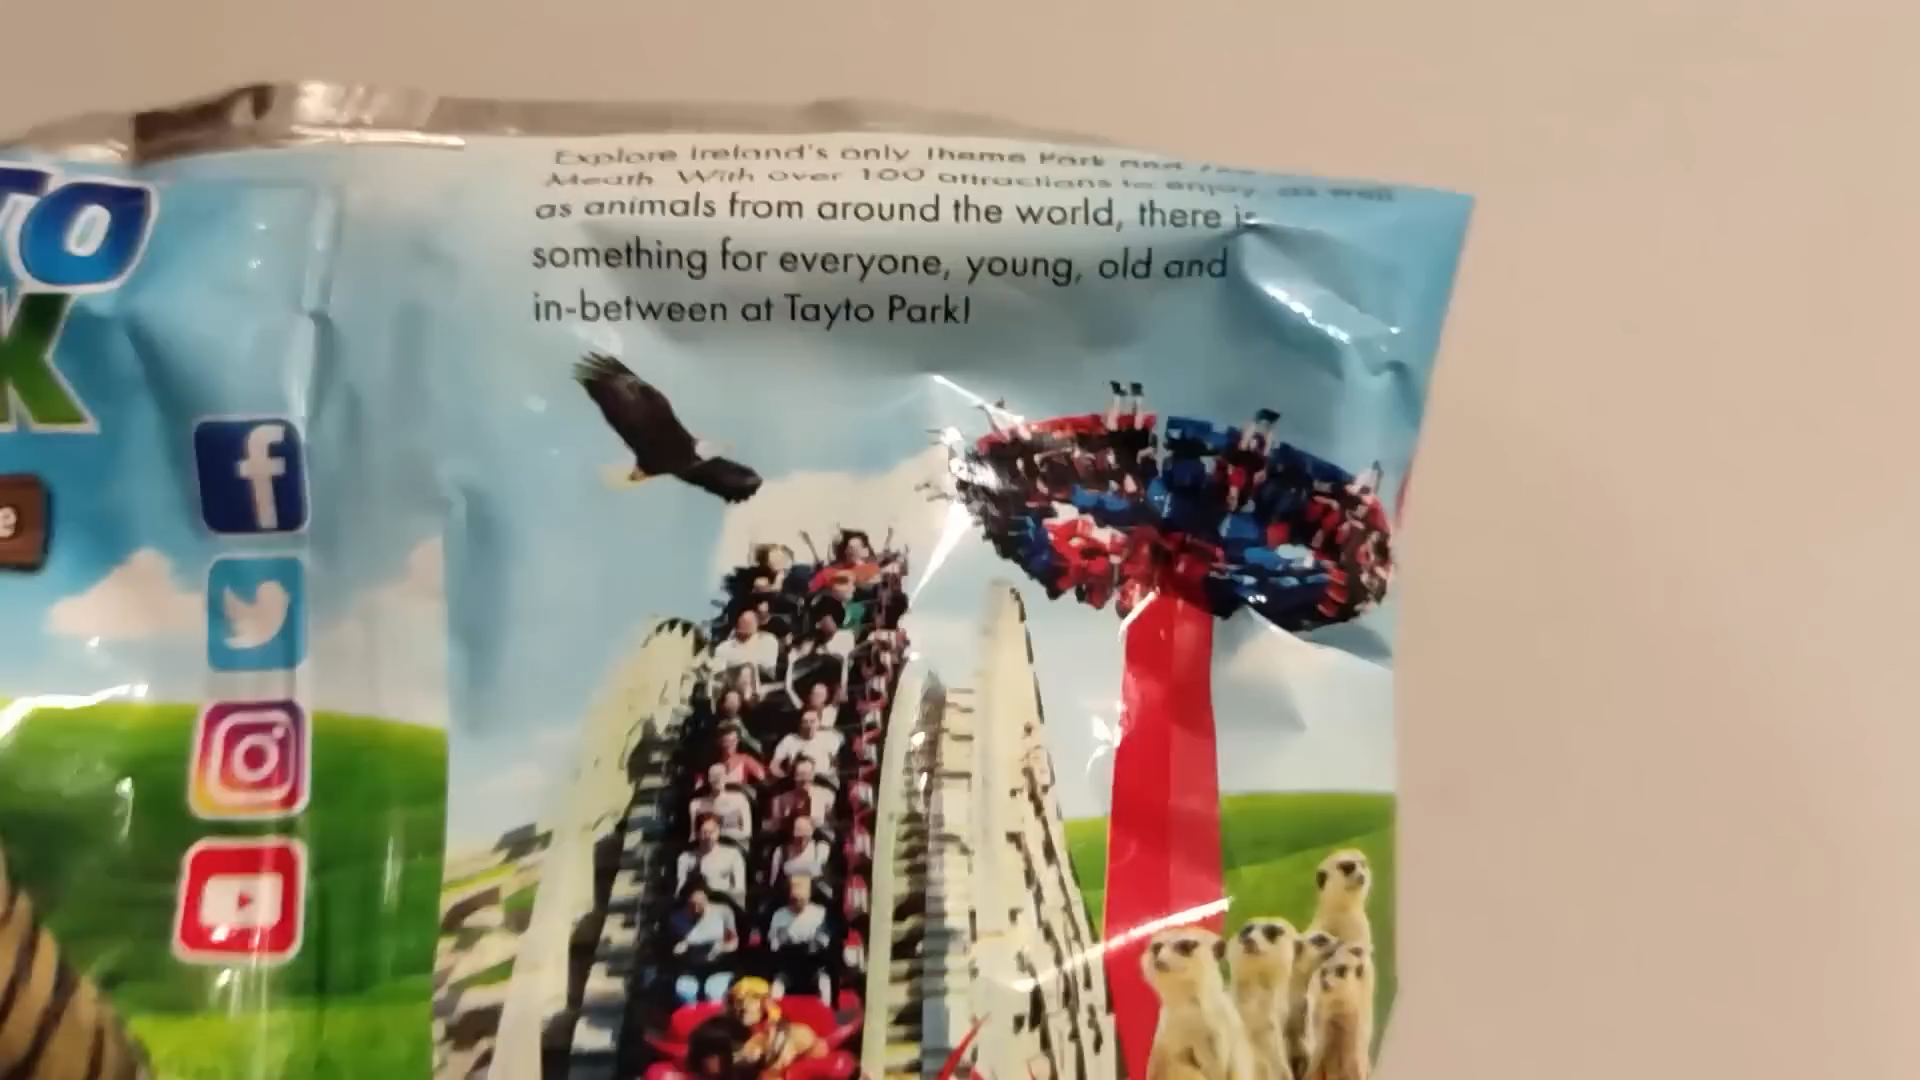 Explore Ireland's only Theme Park and
Meath. With over 100 attractions to enjoy, as well
as animals from around the world, there is
something for everyone, young, old and
in-between at Tayto Park!
TO
K
e
f